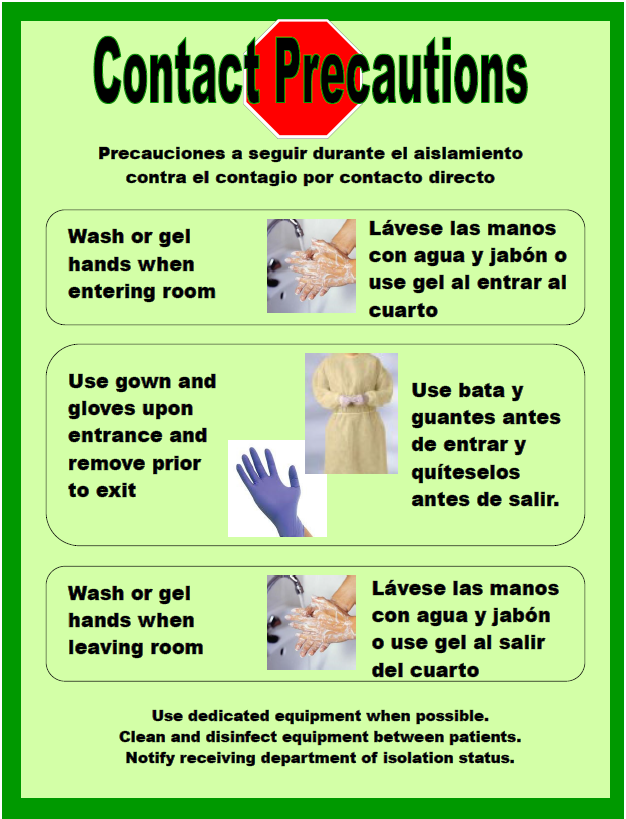 Contact Precautions
Precauciones a seguir durante el aislamiento
contra el contagio por contacto directo
Wash or gel
hands when
entering room
Lávese las manos
con agua y jabón o
use gel al entrar al
cuarto
Use gown and
gloves upon
entrance and
remove prior
to exit
Use bata y
guantes antes
de entrar y
quíteselos
antes de salir.
Wash or gel
hands when
leaving room
Lávese las manos
con agua y jabón
o use gel al salir
del cuarto
Use dedicated equipment when possible.
Clean and disinfect equipment between patients.
Notify receiving department of isolation status.